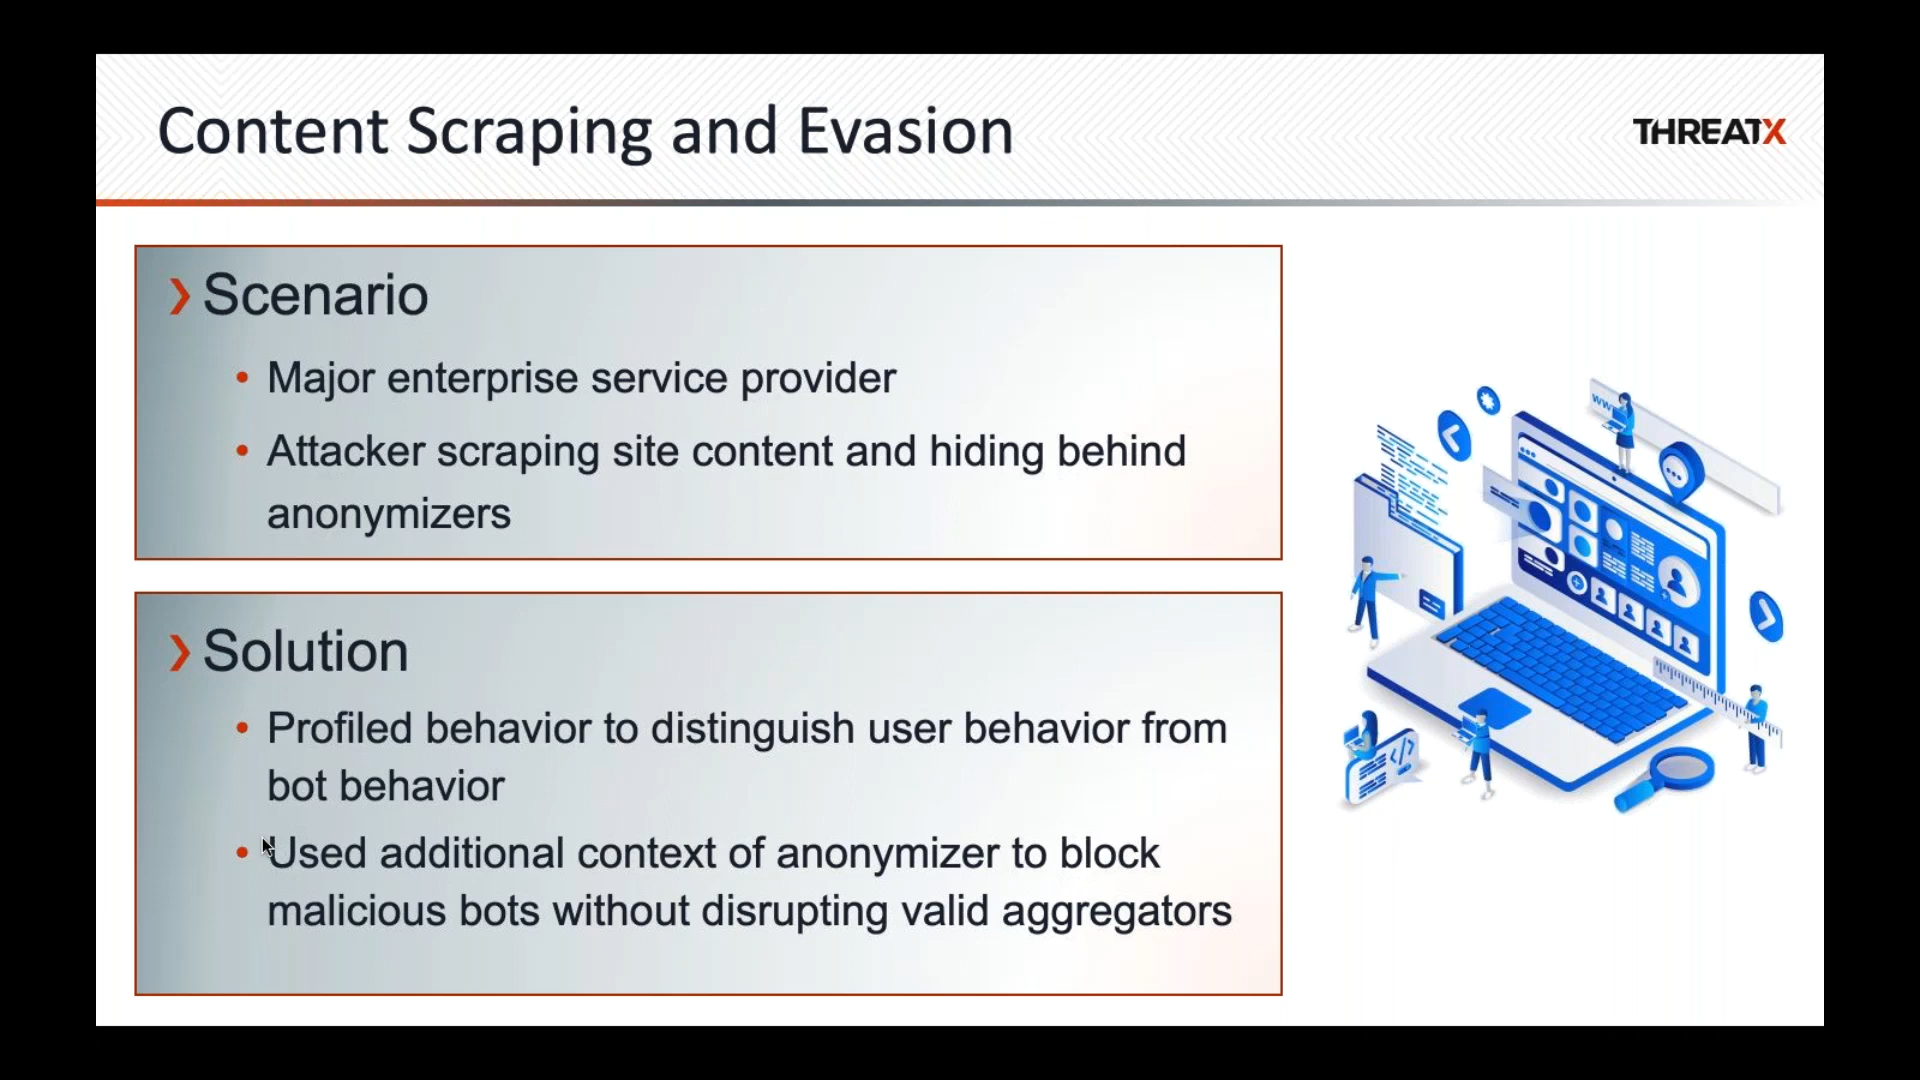 Content Scraping and Evasion
THREATX
Scenario
Major enterprise service provider
Attacker scraping site content and hiding behind
anonymizers
Solution
Profiled behavior to distinguish user behavior from
bot behavior
Used additional context of anonymizer to block
malicious bots without disrupting valid aggregators